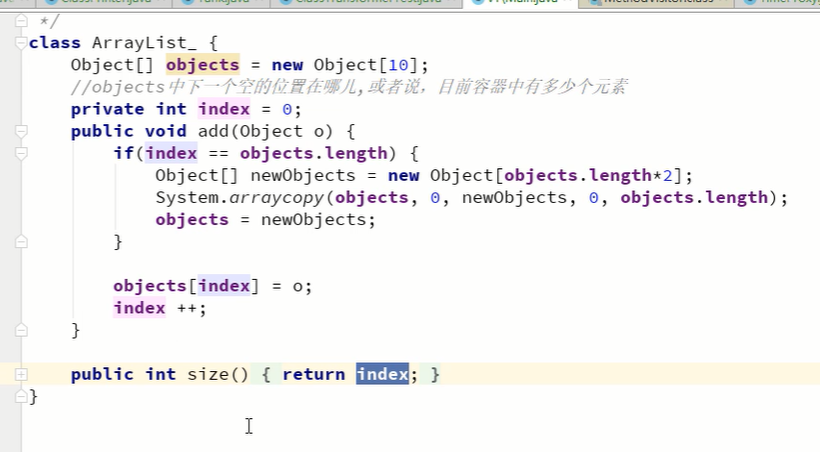 */
class ArrayList_ {
    Object[] objects = new Object[10];
    //objects中下一个空的位置在哪儿,或者说，目前容器中有多少个元素
    private int index = 0;
    public void add(Object o) {
        if(index == objects.length) {
            Object[] newObjects = new Object[objects.length*2];
            System.arraycopy(objects, 0, newObjects, 0, objects.length);
            objects = newObjects;
        }

        objects[index] = o;
        index ++;
    }

    public int size() { return index; }
}